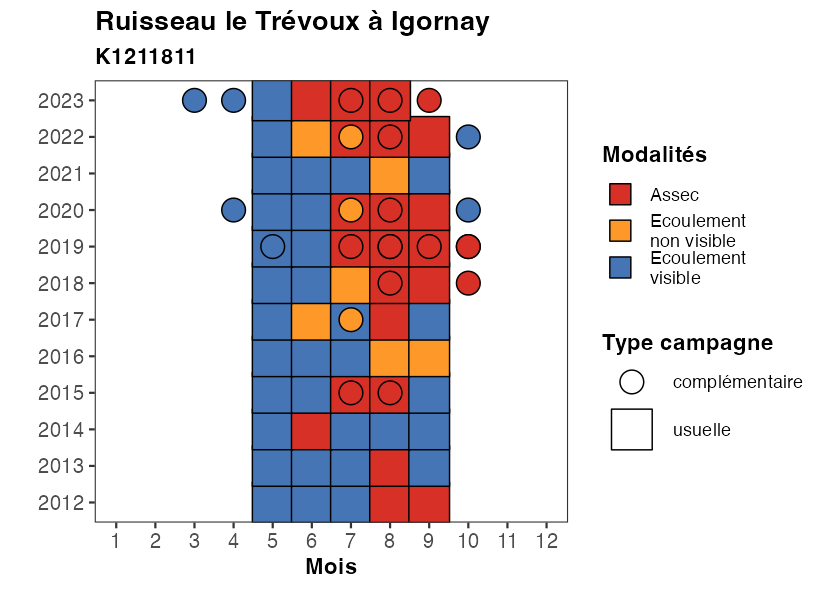 Ruisseau le Trévoux à Igornay
K1211811
2023
2022
2021
2020
2019
2018
2017
2016
2015
2014
2013
2012
1 2 3 4 5 6 7 8 9 10 11 12
Mois
Modalités
Assec
Ecoulement
non visible
Ecoulement
visible
Type campagne
complémentaire
usuelle